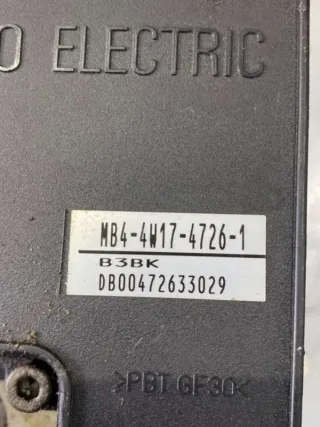 O ELECTRIC
MB4-4W17-4726-1
B3BK
DB00472633029
>PBT GF30<